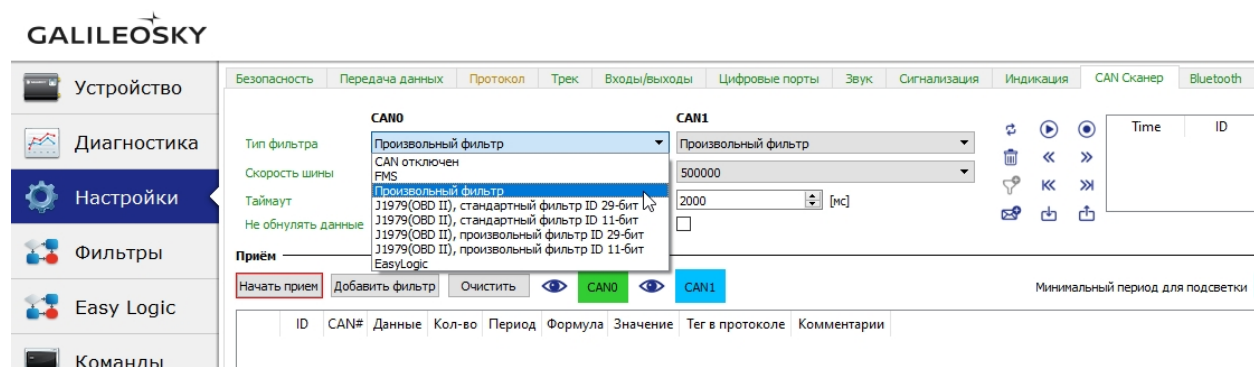 GALILEOSKY
Устройство
Диагностика
Настройки
Фильтры
Easy Logic
Команды
Безопасность Передача данных Протокол Трек Входы/выходы Цифровые порты Звук Сигнализация Индикация CAN Сканер Bluetooth
CAN0 CAN1
Тип фильтра Произвольный фильтр Произвольный фильтр
CAN отключен
Скорость шины FMS 500000
Произвольный фильтр
Таймаут J1979(OBD II), стандартный фильтр ID 29-бит 2000 [мс]
J1979(OBD II), стандартный фильтр ID 11-бит
Не обнулять данные J1979(OBD II), произвольный фильтр ID 29-бит
J1979(OBD II), произвольный фильтр ID 11-бит
EasyLogic
Time ID
Приём
Начать прием Добавить фильтр Очистить CAN0 CAN1 Минимальный период для подсветки
ID CAN# Данные Кол-во Период Формула Значение Тег в протоколе Комментарии